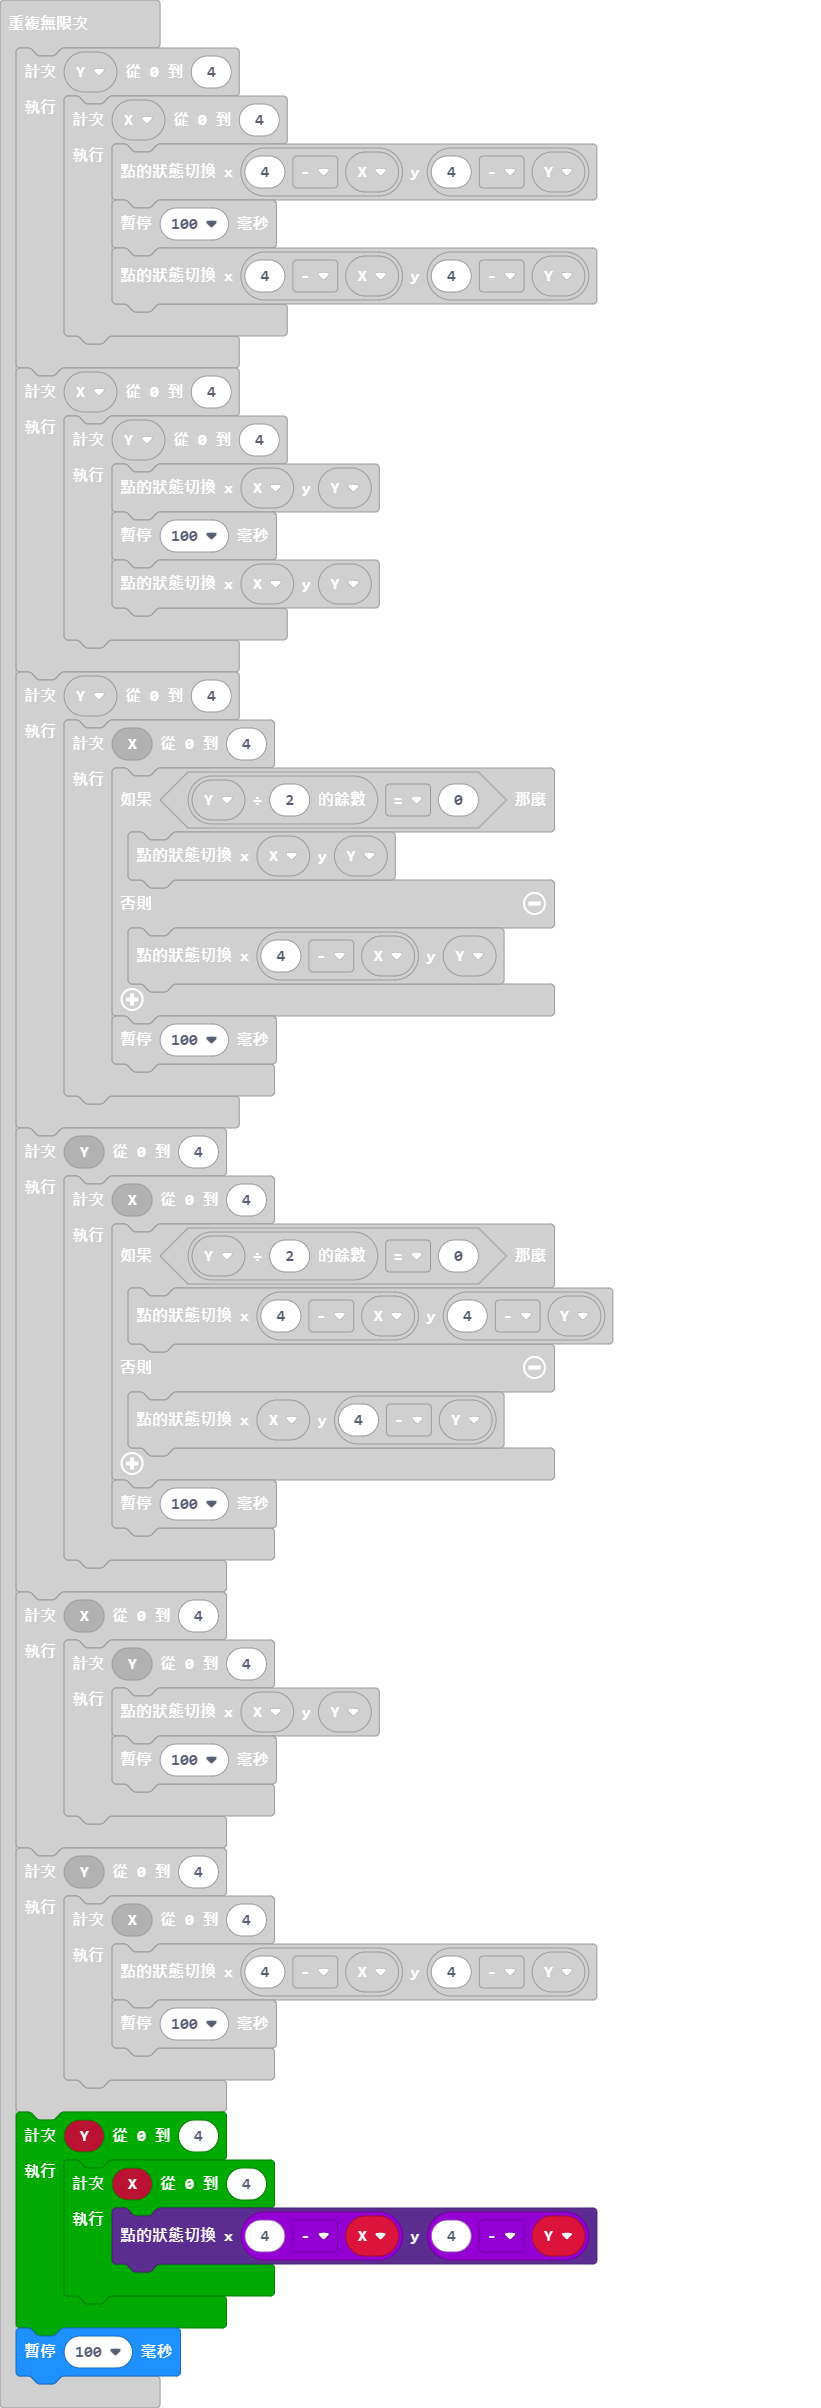 重複無限次
計次 Y 從 0 到 4
執行
計次 X 從 0 到 4
執行
點的狀態切換 x 4 - X y 4 - Y
暫停 100 毫秒
點的狀態切換 x 4 - X y 4 - Y
計次 X 從 0 到 4
執行
計次 Y 從 0 到 4
執行
點的狀態切換 x X y Y
暫停 100 毫秒
點的狀態切換 x X y Y
計次 Y 從 0 到 4
執行
計次 X 從 0 到 4
執行
如果 Y ÷ 2 的餘數 = 0 那麼
點的狀態切換 x X y Y
否則
點的狀態切換 x 4 - X y Y
暫停 100 毫秒
計次 Y 從 0 到 4
執行
計次 X 從 0 到 4
執行
如果 Y ÷ 2 的餘數 = 0 那麼
點的狀態切換 x 4 - X y 4 - Y
否則
點的狀態切換 x X y 4 - Y
暫停 100 毫秒
計次 X 從 0 到 4
執行
計次 Y 從 0 到 4
執行
點的狀態切換 x X y Y
暫停 100 毫秒
計次 Y 從 0 到 4
執行
計次 X 從 0 到 4
執行
點的狀態切換 x 4 - X y 4 - Y
暫停 100 毫秒
計次 Y 從 0 到 4
執行
計次 X 從 0 到 4
執行
點的狀態切換 x 4 - X y 4 - Y
暫停 100 毫秒